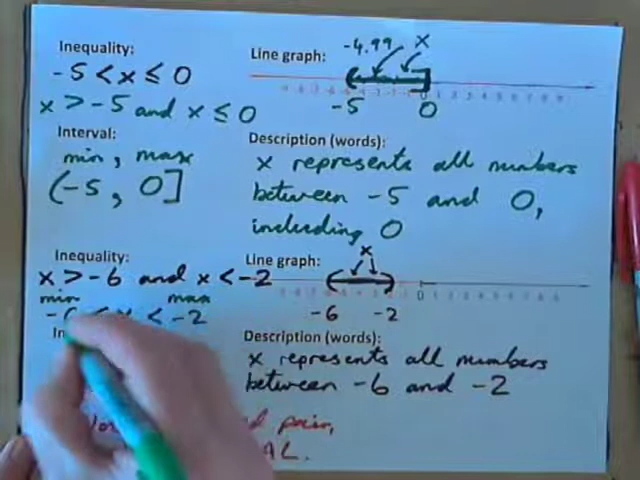 Inequality:
-5 < x ≤ 0
x > -5 and x ≤ 0
Line graph:
-4.99 x
-5 0
Interval:
min, max
(-5, 0]
Description (words):
x represents all numbers
between -5 and 0,
including 0
Inequality:
x > -6 and x < -2
min max
< -2
Line graph:
x
0
-6 -2
Description (words):
x represents all numbers
between -6 and -2
pair,